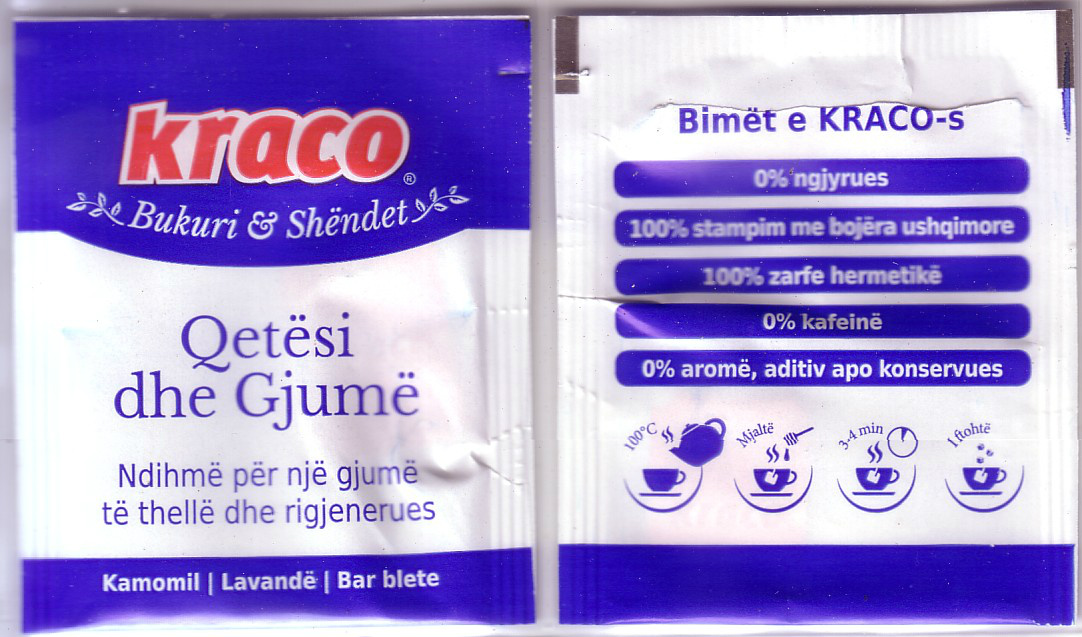 kraco
®
Bukuri & Shëndet
Qetësi
dhe Gjumë
Ndihmë për një gjumë
të thellë dhe rigjenerues
Kamomil | Lavandë | Bar blete
Bimët e KRACO-s
0% ngjyrues
100% stampim me bojëra ushqimore
100% zarfe hermetikë
0% kafeinë
0% aromë, aditiv apo konservues
100°C
Mjaltë
3-4 min
I ftohtë